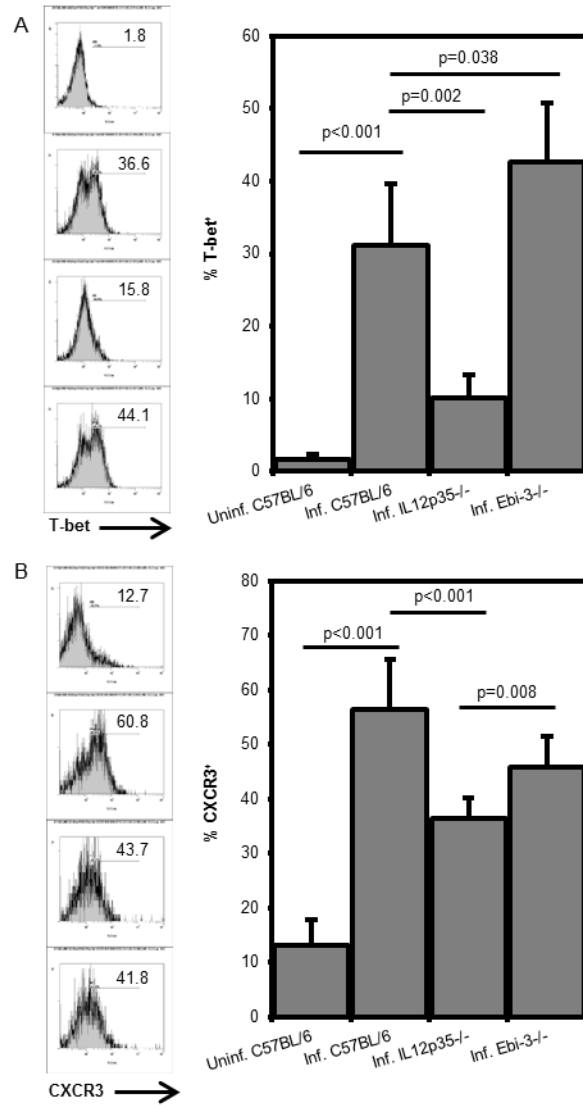 A
1.8
36.6
15.8
44.1
T-bet
60
50
40
30
20
10
0
% T-bet⁺
p=0.038
p=0.002
p<0.001
Uninf. C57BL/6
Inf. C57BL/6
Inf. IL12p35-/-
Inf. Ebi-3-/-
B
12.7
60.8
43.7
41.8
CXCR3
80
70
60
50
40
30
20
10
0
% CXCR3⁺
p<0.001
p<0.001
p=0.008
Uninf. C57BL/6
Inf. C57BL/6
Inf. IL12p35-/-
Inf. Ebi-3-/-